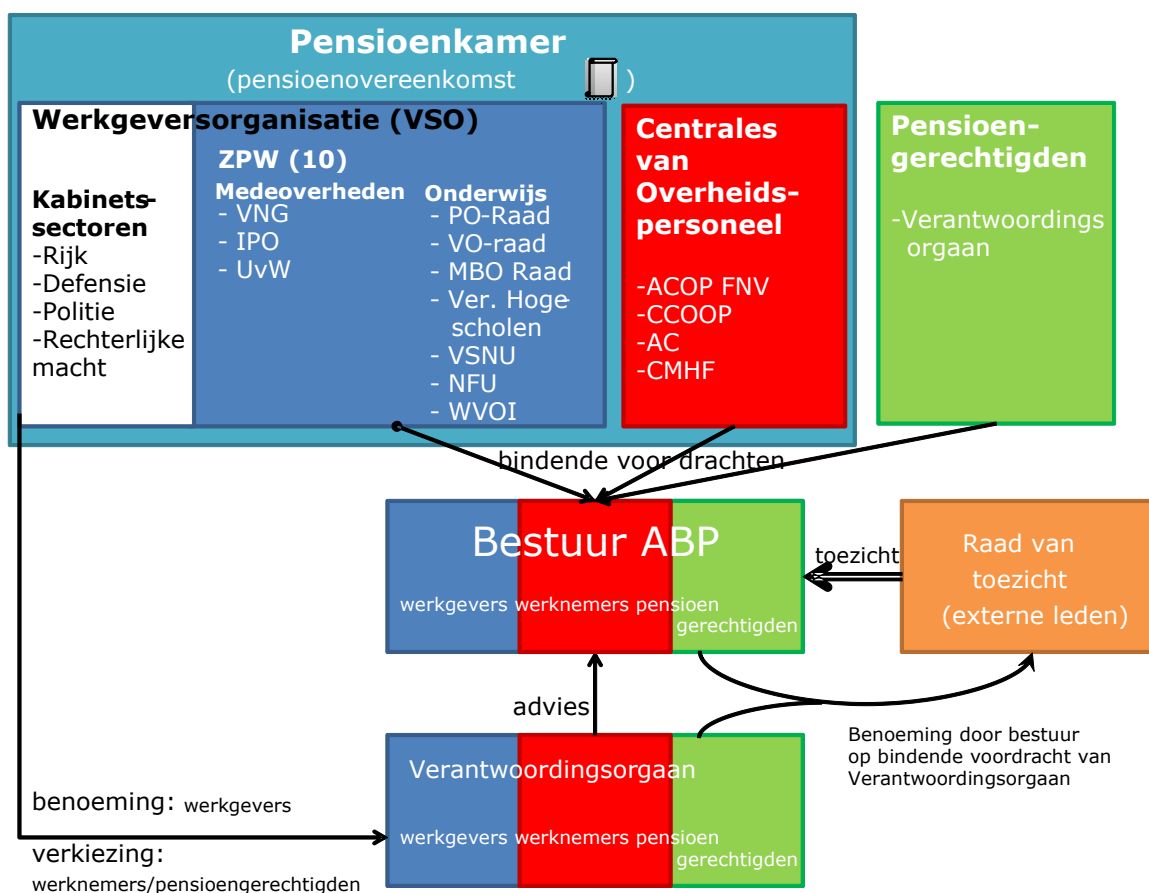 Pensioenkamer
(pensioenovereenkomst )
Werkgeversorganisatie (VSO)
Kabinets-
sectoren
-Rijk
-Defensie
-Politie
-Rechterlijke
macht
ZPW (10)
Medeoverheden
- VNG
- IPO
- UvW
Onderwijs
- PO-Raad
- VO-raad
- MBO Raad
- Ver. Hoge-
scholen
- VSNU
- NFU
- WVOI
Centrales
van
Overheids-
personeel
-ACOP FNV
-CCOOP
-AC
-CMHF
Pensioen-
gerechtigden
-Verantwoordings
orgaan
bindende voor drachten
Bestuur ABP
werkgevers werknemers pensioen
gerechtigden
toezicht
Raad van
toezicht
(externe leden)
advies
Benoeming door bestuur
op bindende voordracht van
Verantwoordingsorgaan
Verantwoordingsorgaan
werkgevers werknemers pensioen
gerechtigden
benoeming: werkgevers
verkiezing:
werknemers/pensioengerechtigden